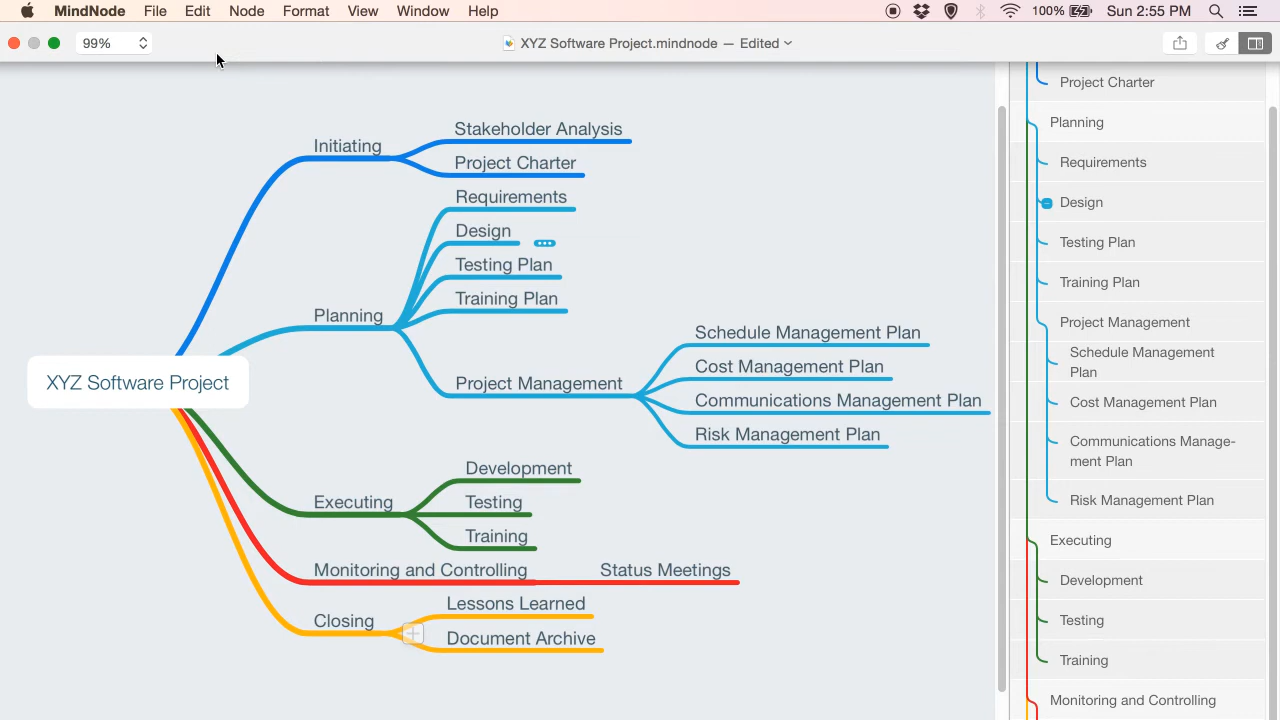 MindNode File Edit Node Format View Window Help 100% Sun 2:55 PM
99% XYZ Software Project.mindnode — Edited
Initiating
Stakeholder Analysis
Project Charter
Requirements
Design
Testing Plan
Training Plan
Planning
Project Management
Schedule Management Plan
Cost Management Plan
Communications Management Plan
Risk Management Plan
XYZ Software Project
Executing
Development
Testing
Training
Monitoring and Controlling
Status Meetings
Closing
Lessons Learned
Document Archive
Project Charter
Planning
Requirements
Design
Testing Plan
Training Plan
Project Management
Schedule Management
Plan
Cost Management Plan
Communications Manage-
ment Plan
Risk Management Plan
Executing
Development
Testing
Training
Monitoring and Controlling